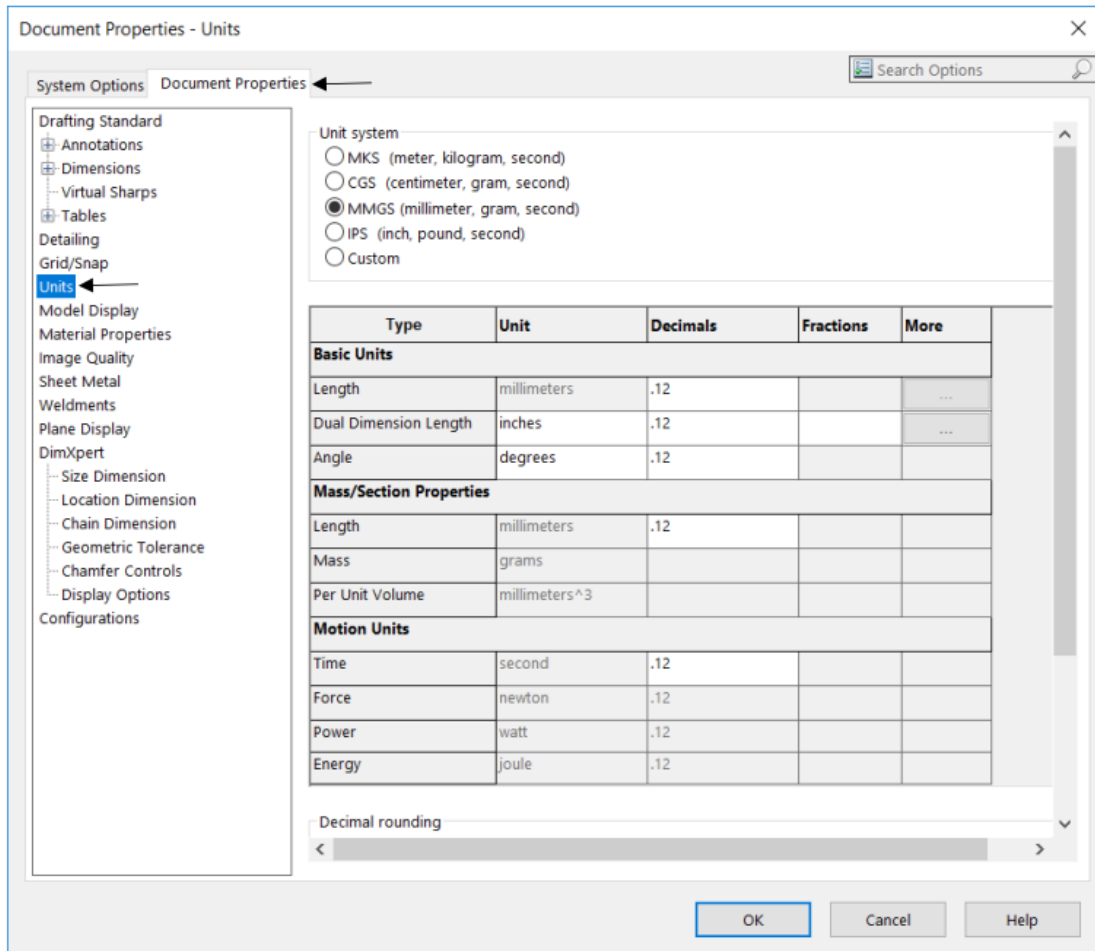 Document Properties - Units
System Options Document Properties
Search Options
Drafting Standard
Annotations
Dimensions
Virtual Sharps
Tables
Detailing
Grid/Snap
Units
Model Display
Material Properties
Image Quality
Sheet Metal
Weldments
Plane Display
DimXpert
Size Dimension
Location Dimension
Chain Dimension
Geometric Tolerance
Chamfer Controls
Display Options
Configurations
Unit system
MKS (meter, kilogram, second)
CGS (centimeter, gram, second)
MMGS (millimeter, gram, second)
IPS (inch, pound, second)
Custom
Type Unit Decimals Fractions More
Basic Units
Length millimeters .12 ...
Dual Dimension Length inches .12 ...
Angle degrees .12
Mass/Section Properties
Length millimeters .12
Mass grams
Per Unit Volume millimeters^3
Motion Units
Time second .12
Force newton .12
Power watt .12
Energy joule .12
Decimal rounding
OK Cancel Help